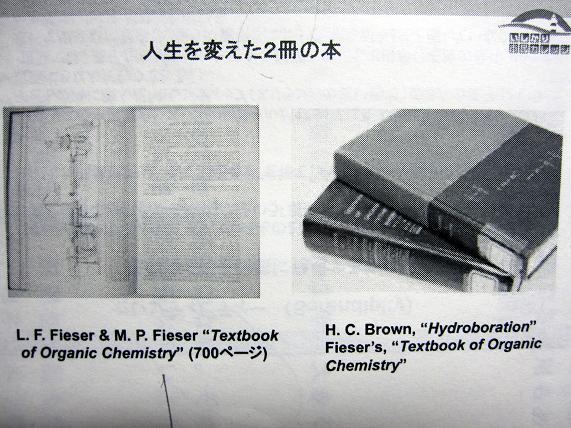 人生を変えた2冊の本
L. F. Fieser & M. P. Fieser “Textbook
of Organic Chemistry” (700ページ)
H. C. Brown, “Hydroboration”
Fieser's, “Textbook of Organic
Chemistry”